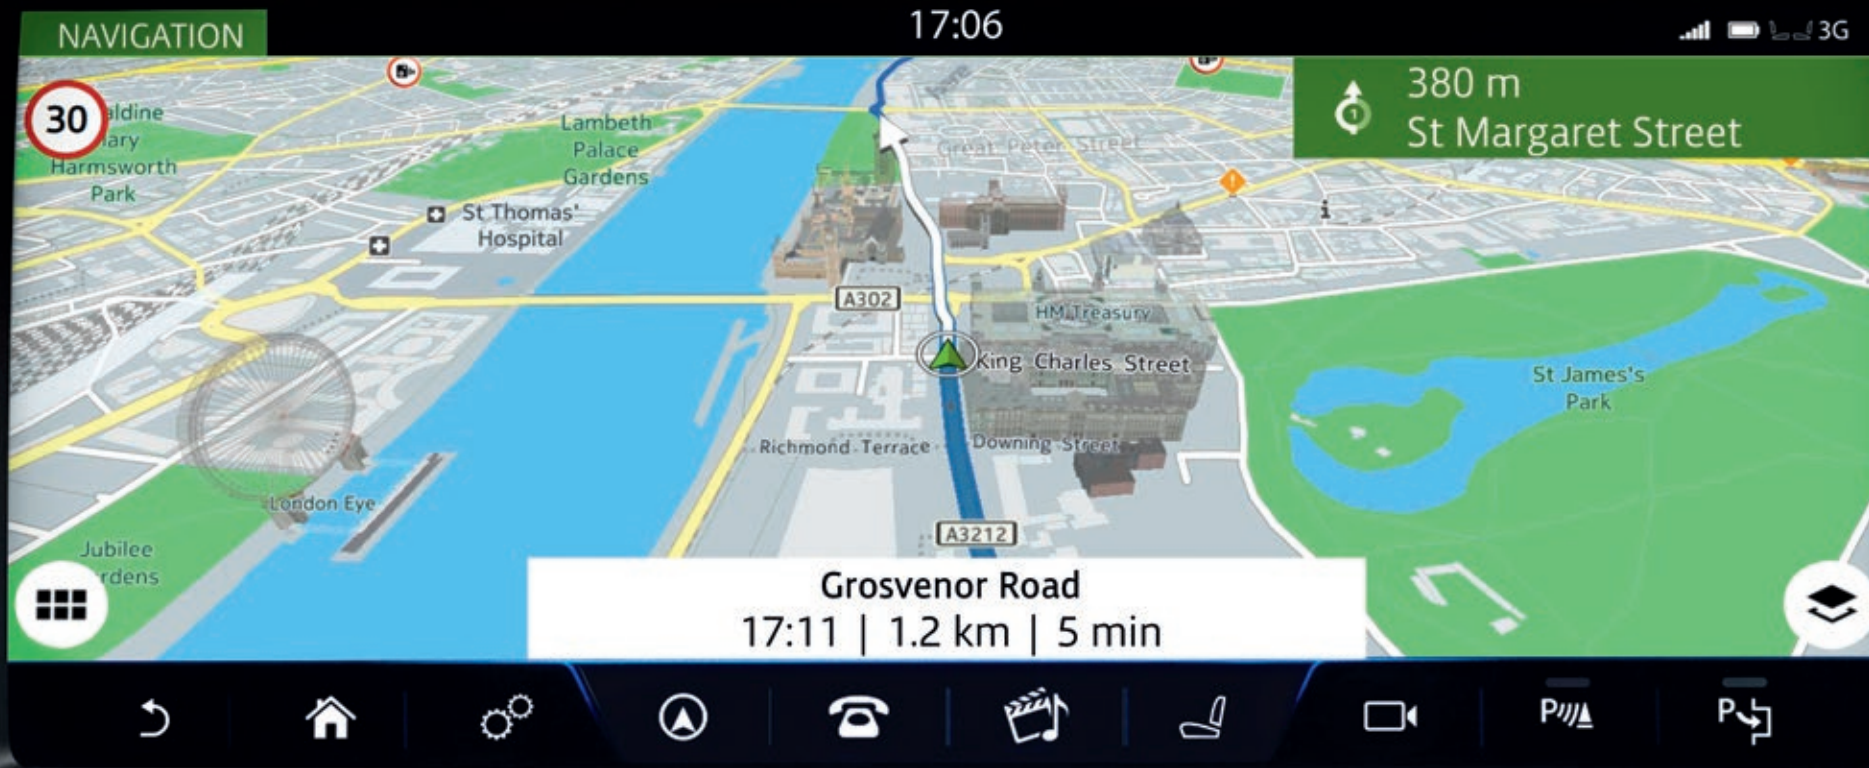 NAVIGATION
17:06
3G
30
380 m
St Margaret Street
1
Harmsworth
Park
Lambeth
Palace
Gardens
Great Peter Street
St Thomas'
Hospital
i
A302
HM Treasury
King Charles Street
St James's
Park
Richmond Terrace
Downing Street
London Eye
A3212
Jubilee
Grosvenor Road
17:11 | 1.2 km | 5 min
P
P